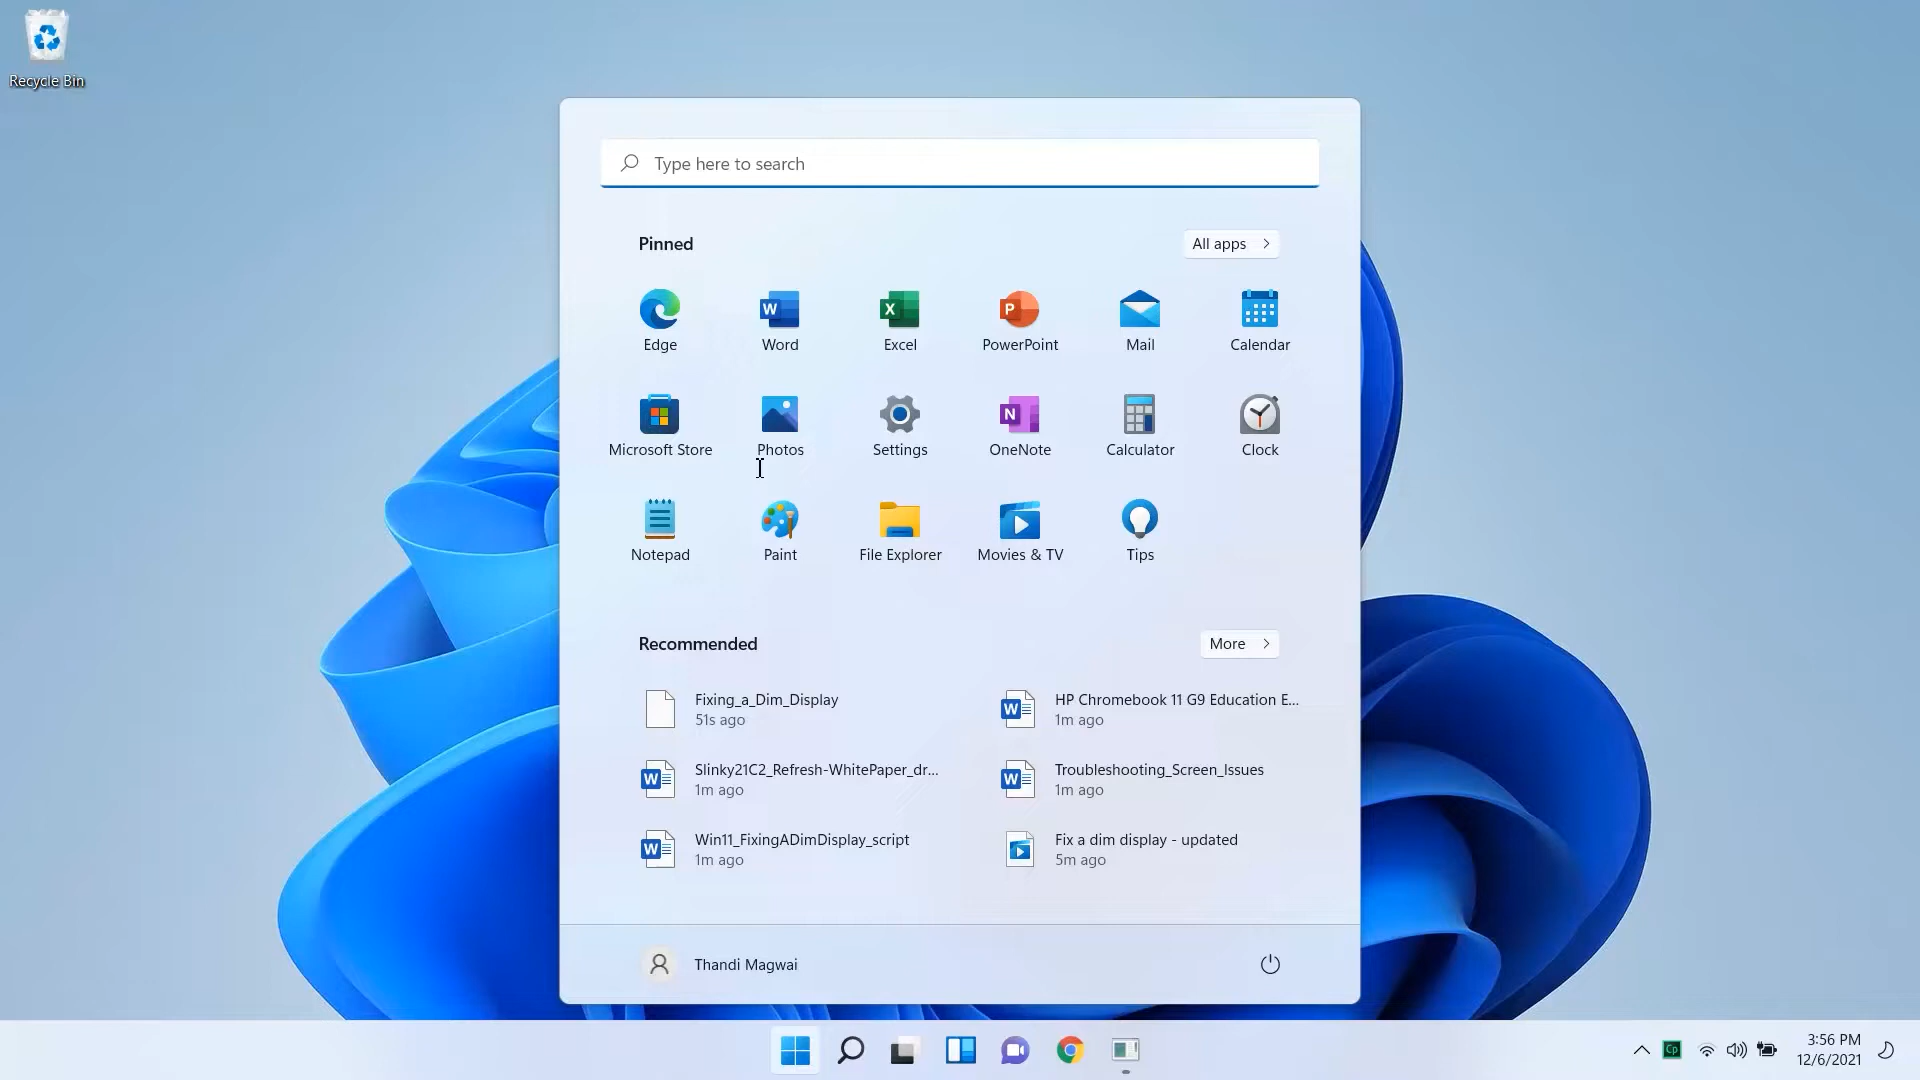 Recycle Bin
Type here to search
Pinned
All apps
Edge
Word
Excel
PowerPoint
Mail
Calendar
Microsoft Store
Photos
Settings
OneNote
Calculator
Clock
Notepad
Paint
File Explorer
Movies & TV
Tips
Recommended
More
Fixing_a_Dim_Display
51s ago
HP Chromebook 11 G9 Education E...
1m ago
Slinky21C2_Refresh-WhitePaper_dr...
1m ago
Troubleshooting_Screen_Issues
1m ago
Win11_FixingADimDisplay_script
1m ago
Fix a dim display - updated
5m ago
Thandi Magwai
Cp
3:56 PM
12/6/2021